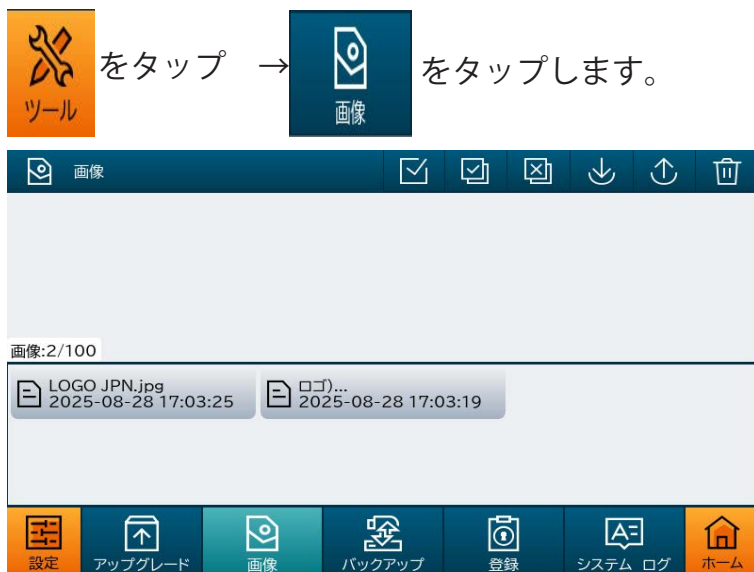 をタップ → をタップします。
ツール
画像
画像
画像:2/100
LOGO JPN.jpg
2025-08-28 17:03:25
ロゴ)...
2025-08-28 17:03:19
設定 アップグレード 画像 バックアップ 登録 システム ログ ホーム